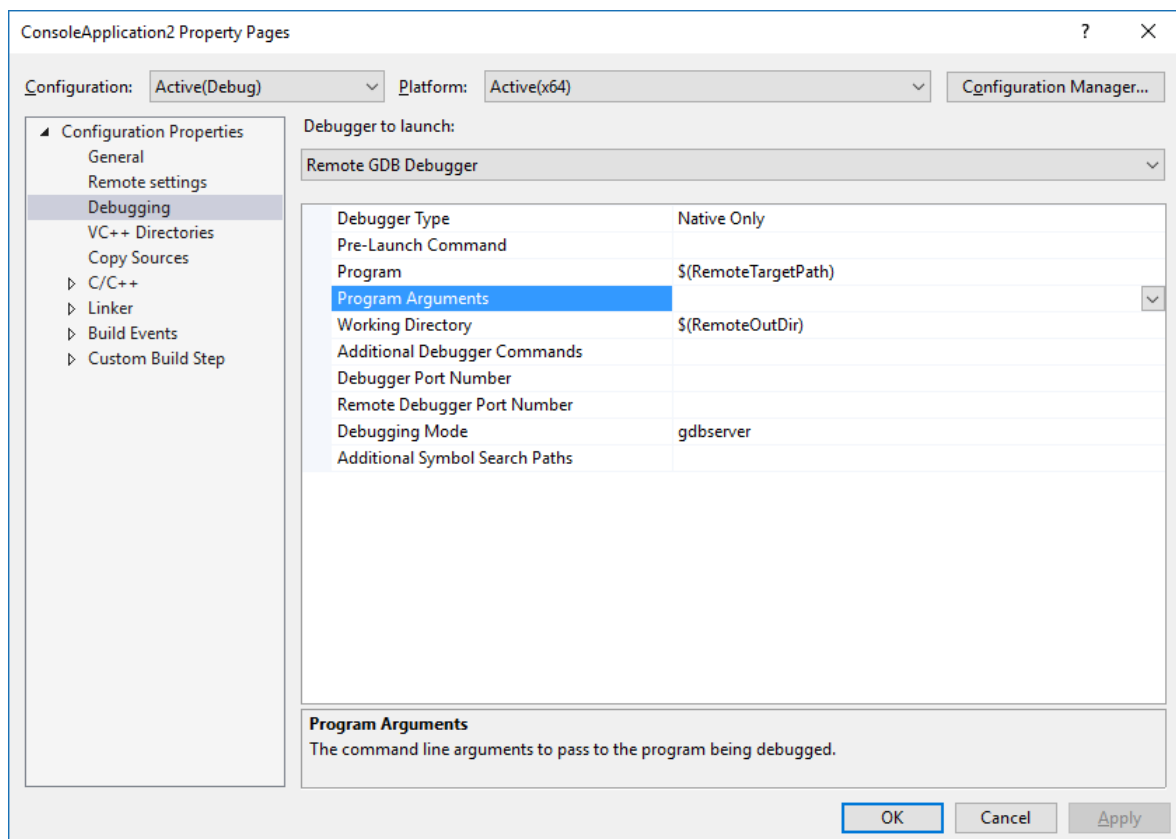 ConsoleApplication2 Property Pages
?
Configuration: Active(Debug) Platform: Active(x64) Configuration Manager...
Configuration Properties
General
Remote settings
Debugging
VC++ Directories
Copy Sources
C/C++
Linker
Build Events
Custom Build Step
Debugger to launch:
Remote GDB Debugger
Debugger Type Native Only
Pre-Launch Command
Program $(RemoteTargetPath)
Program Arguments
Working Directory $(RemoteOutDir)
Additional Debugger Commands
Debugger Port Number
Remote Debugger Port Number
Debugging Mode gdbserver
Additional Symbol Search Paths
Program Arguments
The command line arguments to pass to the program being debugged.
OK Cancel Apply